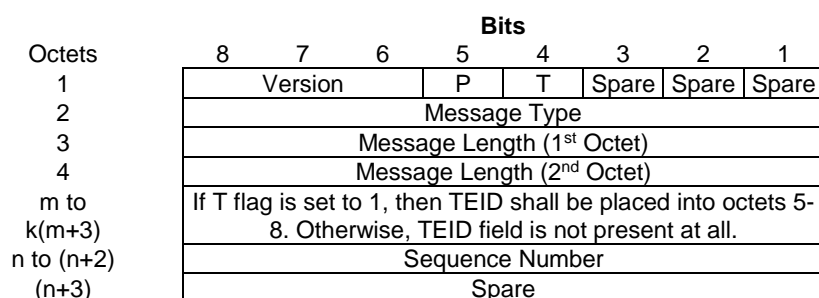 Bits
Octets 8 7 6 5 4 3 2 1
1 Version P T Spare Spare Spare
2 Message Type
3 Message Length (1st Octet)
4 Message Length (2nd Octet)
m to k(m+3) If T flag is set to 1, then TEID shall be placed into octets 5-
8. Otherwise, TEID field is not present at all.
n to (n+2) Sequence Number
(n+3) Spare